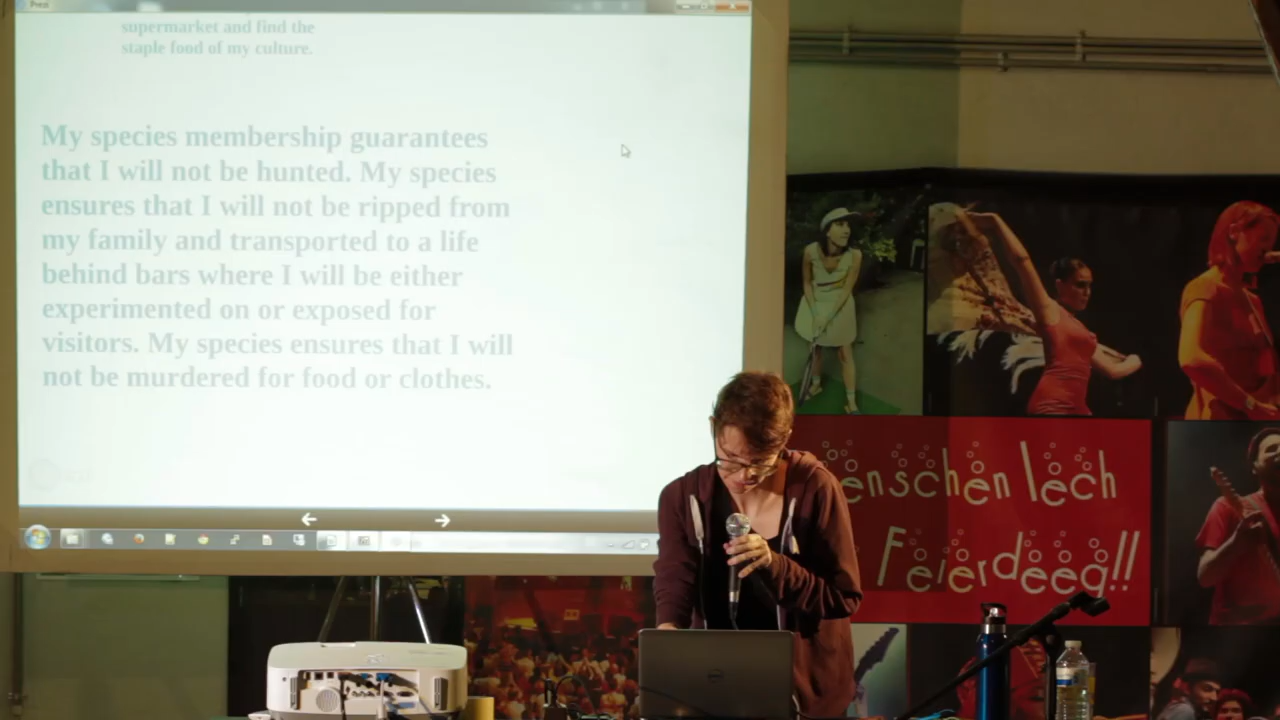 Prezi
supermarket and find the
staple food of my culture.
My species membership guarantees
that I will not be hunted. My species
ensures that I will not be ripped from
my family and transported to a life
behind bars where I will be either
experimented on or exposed for
visitors. My species ensures that I will
not be murdered for food or clothes.
enschen lech
Feierdeeg!!
DELL